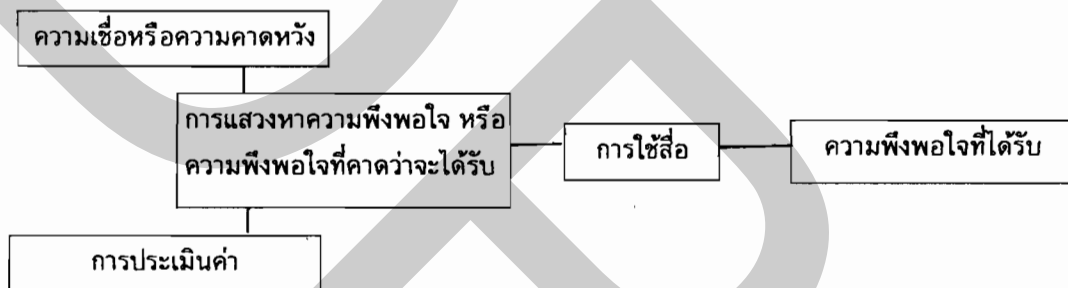 ความเชื่อหรือความคาดหวัง
การแสวงหาความพึงพอใจ หรือ
ความพึงพอใจที่คาดว่าจะได้รับ
การใช้สื่อ
ความพึงพอใจที่ได้รับ
การประเมินค่า